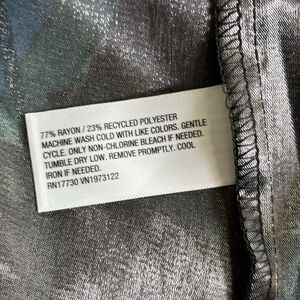 77% RAYON / 23% RECYCLED POLYESTER
MACHINE WASH COLD WITH LIKE COLORS. GENTLE
CYCLE. ONLY NON-CHLORINE BLEACH IF NEEDED.
TUMBLE DRY LOW. REMOVE PROMPTLY. COOL
IRON IF NEEDED.
RN17730 VN1973122